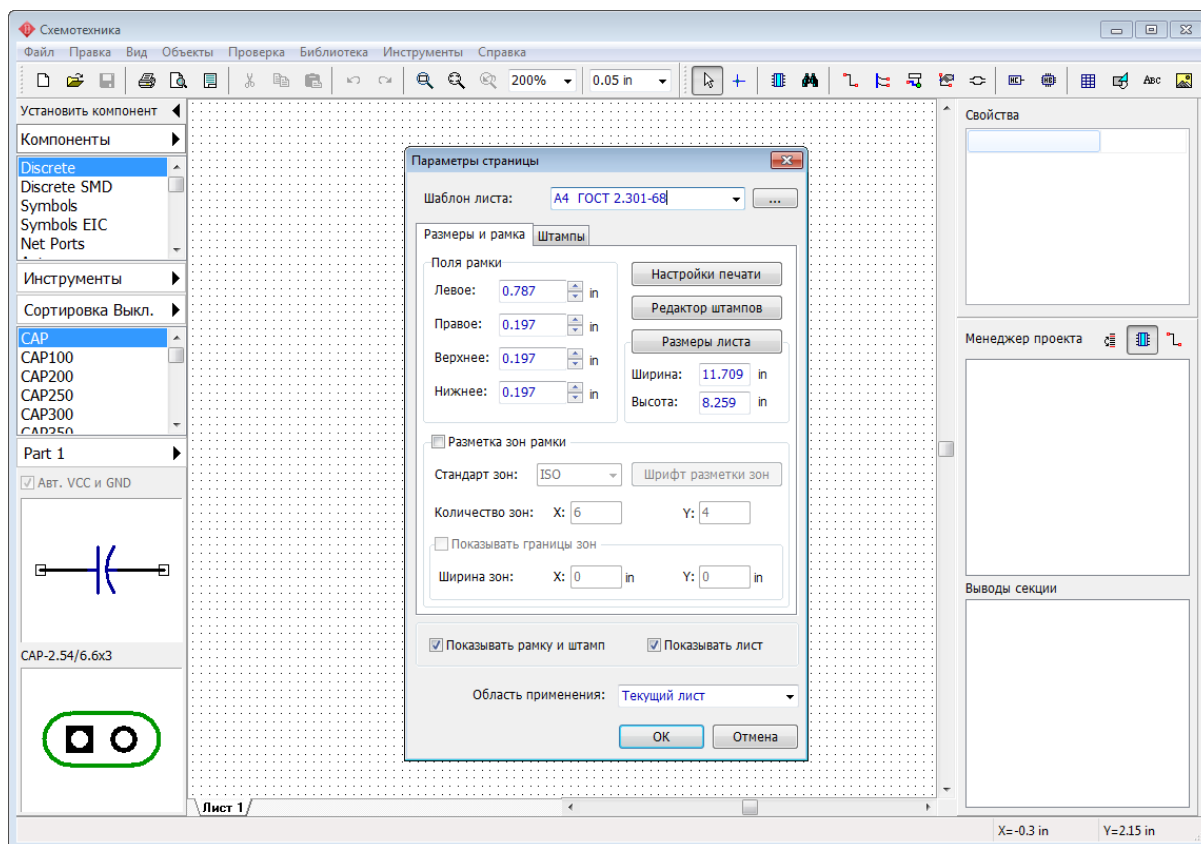 Схемотехника
Файл Правка Вид Объекты Проверка Библиотека Инструменты Справка
200% 0.05 in ABC
Установить компонент
Компоненты
Discrete
Discrete SMD
Symbols
Symbols EIC
Net Ports
Инструменты
Сортировка Выкл.
CAP
CAP100
CAP200
CAP250
CAP300
CAP350
Part 1
Авт. VCC и GND
CAP-2.54/6.6x3
Параметры страницы
Шаблон листа: A4 ГОСТ 2.301-68 ...
Размеры и рамка Штампы
Поля рамки
Левое: 0.787 in
Правое: 0.197 in
Верхнее: 0.197 in
Нижнее: 0.197 in
Настройки печати
Редактор штампов
Размеры листа
Ширина: 11.709 in
Высота: 8.259 in
Разметка зон рамки
Стандарт зон: ISO Шрифт разметки зон
Количество зон: X: 6 Y: 4
Показывать границы зон
Ширина зон: X: 0 in Y: 0 in
Показывать рамку и штамп Показывать лист
Область применения: Текущий лист
OK Отмена
Лист 1
Свойства
Менеджер проекта
Выводы секции
X=-0.3 in Y=2.15 in